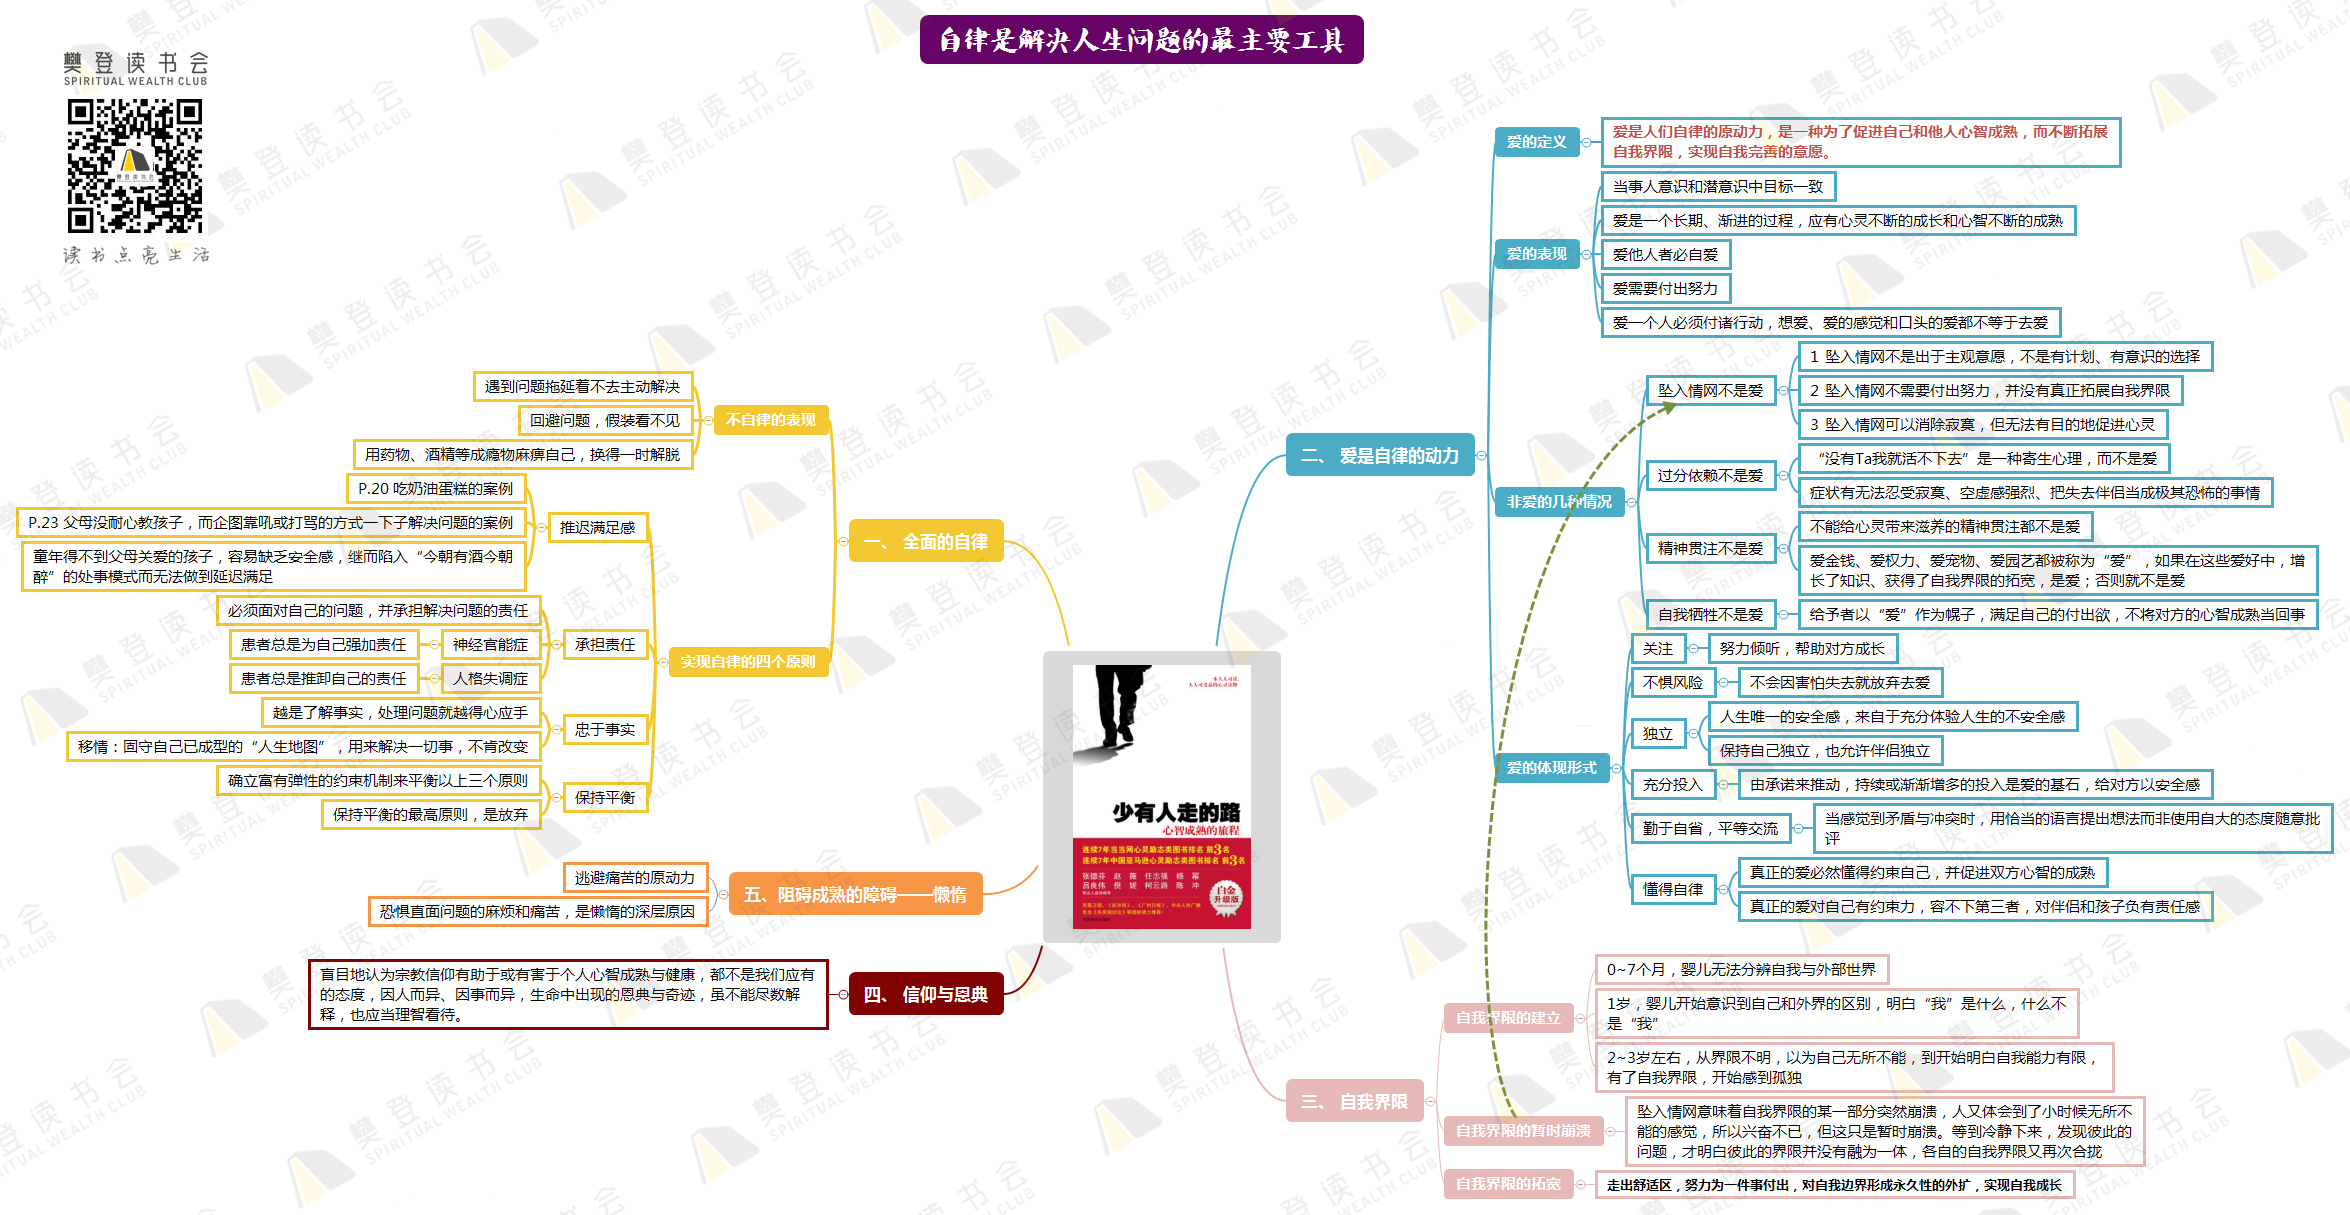 自律是解决人生问题的最主要工具
樊登读书会
SPIRITUAL WEALTH CLUB
读书点亮生活
一、 全面的自律
不自律的表现
遇到问题拖延着不去主动解决
回避问题，假装看不见
用药物、酒精等成瘾物麻痹自己，换得一时解脱
实现自律的四个原则
推迟满足感
P.20 吃奶油蛋糕的案例
P.23 父母没耐心教孩子，而企图靠吼或打骂的方式一下子解决问题的案例
童年得不到父母关爱的孩子，容易缺乏安全感，继而陷入“今朝有酒今朝
醉”的处事模式而无法做到延迟满足
承担责任
必须面对自己的问题，并承担解决问题的责任
神经官能症
患者总是为自己强加责任
人格失调症
患者总是推卸自己的责任
忠于事实
越是了解事实，处理问题就越得心应手
移情：固守自己已成型的“人生地图”，用来解决一切事，不肯改变
保持平衡
确立富有弹性的约束机制来平衡以上三个原则
保持平衡的最高原则，是放弃
二、 爱是自律的动力
爱的定义
爱是人们自律的原动力，是一种为了促进自己和他人心智成熟，而不断拓展
自我界限，实现自我完善的意愿。
爱的表现
当事人意识和潜意识中目标一致
爱是一个长期、渐进的过程，应有心灵不断的成长和心智不断的成熟
爱他人者必自爱
爱需要付出努力
爱一个人必须付诸行动，想爱、爱的感觉和口头的爱都不等于去爱
非爱的几种情况
坠入情网不是爱
1 坠入情网不是出于主观意愿，不是有计划、有意识的选择
2 坠入情网不需要付出努力，并没有真正拓展自我界限
3 坠入情网可以消除寂寞，但无法有目的地促进心灵
过分依赖不是爱
“没有Ta我就活不下去”是一种寄生心理，而不是爱
症状有无法忍受寂寞、空虚感强烈、把失去伴侣当成极其恐怖的事情
精神贯注不是爱
不能给心灵带来滋养的精神贯注都不是爱
爱金钱、爱权力、爱宠物、爱园艺都被称为“爱”，如果在这些爱好中，增
长了知识、获得了自我界限的拓宽，是爱；否则就不是爱
自我牺牲不是爱
给予者以“爱”作为幌子，满足自己的付出欲，不将对方的心智成熟当回事
爱的体现形式
关注
努力倾听，帮助对方成长
不惧风险
不会因害怕失去就放弃去爱
独立
人生唯一的安全感，来自于充分体验人生的不安全感
保持自己独立，也允许伴侣独立
充分投入
由承诺来推动，持续或渐渐增多的投入是爱的基石，给对方以安全感
勤于自省，平等交流
当感觉到矛盾与冲突时，用恰当的语言提出想法而非使用自大的态度随意批
评
懂得自律
真正的爱必然懂得约束自己，并促进双方心智的成熟
真正的爱对自己有约束力，容不下第三者，对伴侣和孩子负有责任感
三、 自我界限
自我界限的建立
0~7个月，婴儿无法分辨自我与外部世界
1岁，婴儿开始意识到自己和外界的区别，明白“我”是什么，什么不
是“我”
2~3岁左右，从界限不明，以为自己无所不能，到开始明白自我能力有限，
有了自我界限，开始感到孤独
自我界限的暂时崩溃
坠入情网意味着自我界限的某一部分突然崩溃，人又体会到了小时候无所不
能的感觉，所以兴奋不已，但这只是暂时崩溃。等到冷静下来，发现彼此的
问题，才明白彼此的界限并没有融为一体，各自的自我界限又再次合拢
自我界限的拓宽
走出舒适区，努力为一件事付出，对自我边界形成永久性的外扩，实现自我成长
四、 信仰与恩典
盲目地认为宗教信仰有助于或有害于个人心智成熟与健康，都不是我们应有
的态度，因人而异、因事而异，生命中出现的恩典与奇迹，虽不能尽数解
释，也应当理智看待。
五、阻碍成熟的障碍——懒惰
逃避痛苦的原动力
恐惧直面问题的麻烦和痛苦，是懒惰的深层原因
少有人走的路
心智成熟的旅程
连续7年当当网心灵励志类图书排名 前3名
连续7年中国亚马逊心灵励志类图书排名 前3名
张德芬 赵薇 任志强 杨幂
吕良伟 倪妮 柯云路 陈冲
白金
升级版